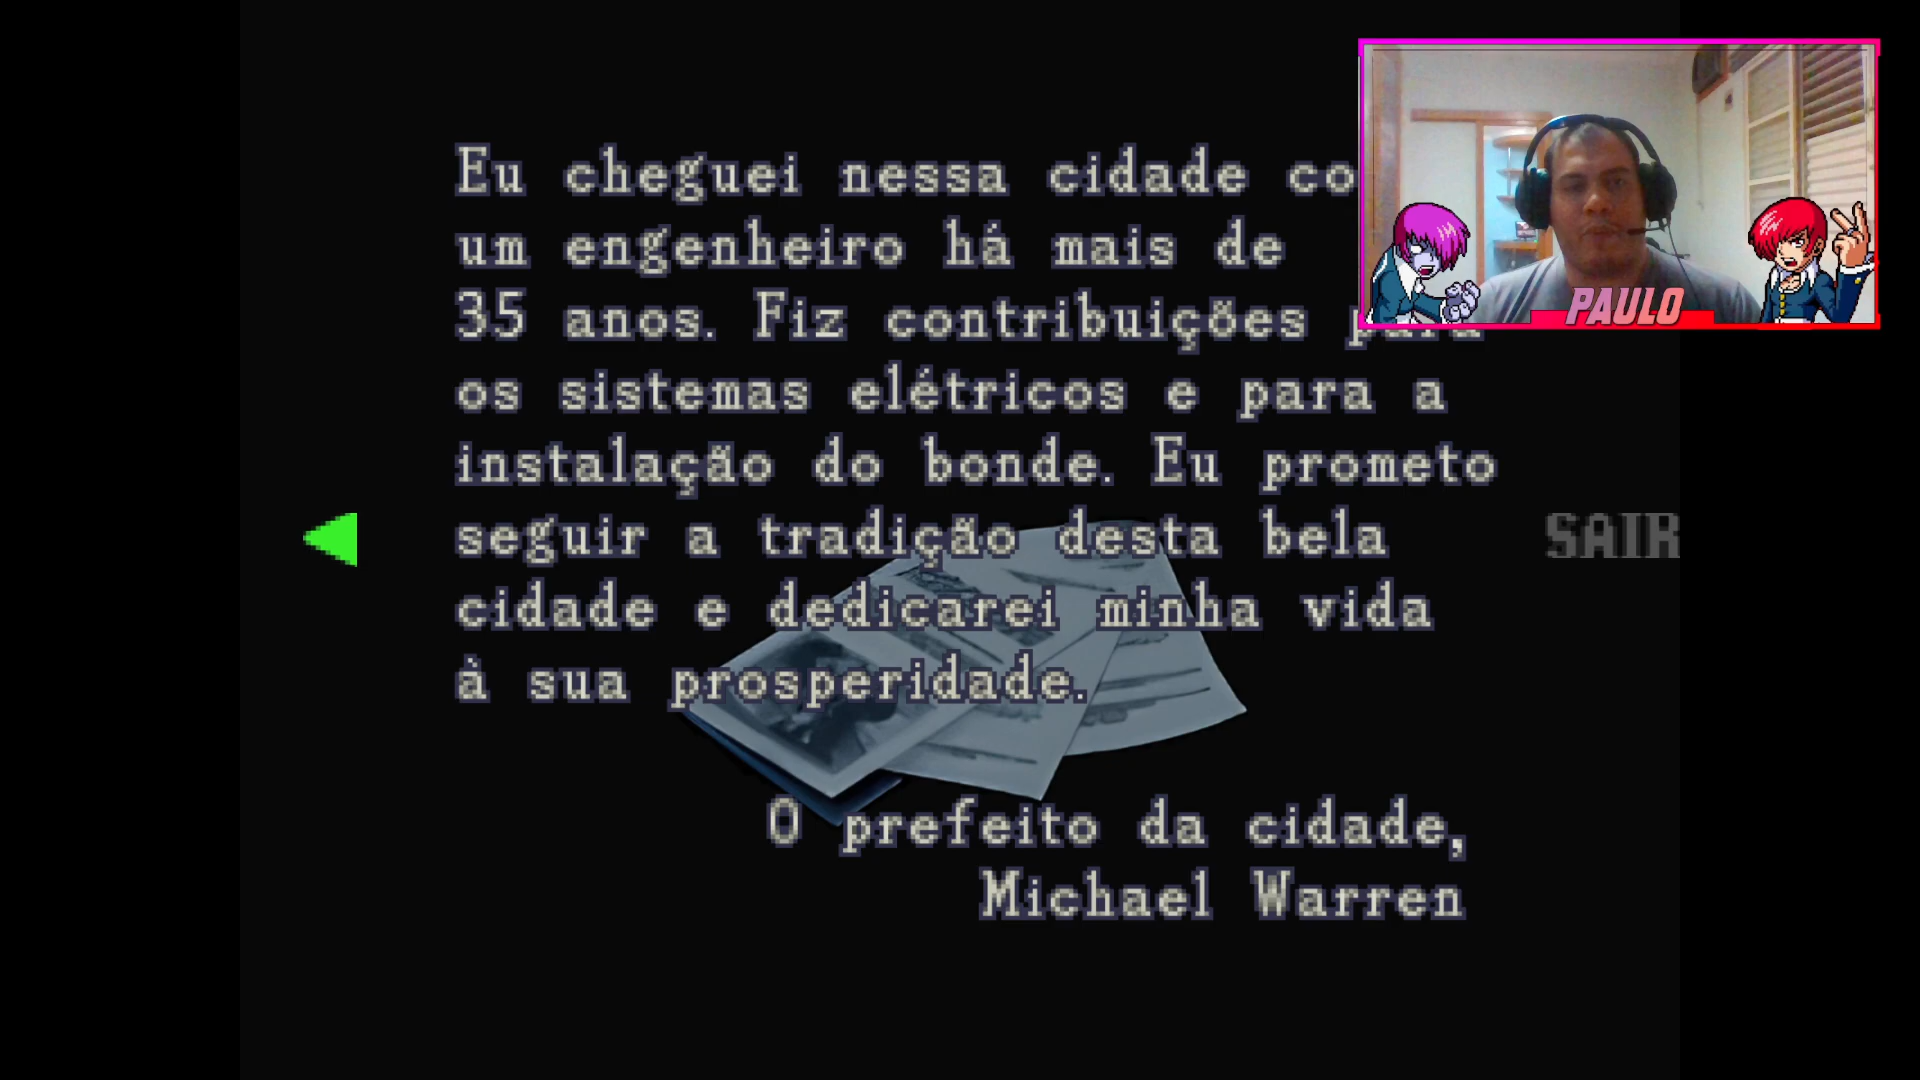 Eu cheguei nessa cidade co
um engenheiro há mais de
35 anos. Fiz contribuições para
os sistemas elétricos e para a
instalação do bonde. Eu prometo
seguir a tradição desta bela
cidade e dedicarei minha vida
à sua prosperidade.
O prefeito da cidade,
Michael Warren
SAIR
PAULO